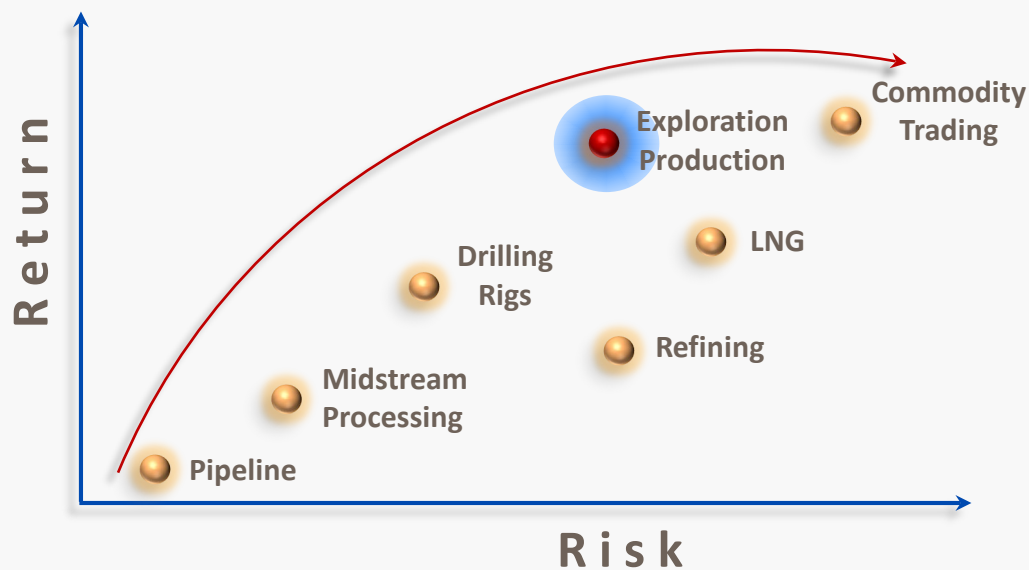 Return
Commodity
Trading
Exploration
Production
LNG
Drilling
Rigs
Refining
Midstream
Processing
Pipeline
Risk